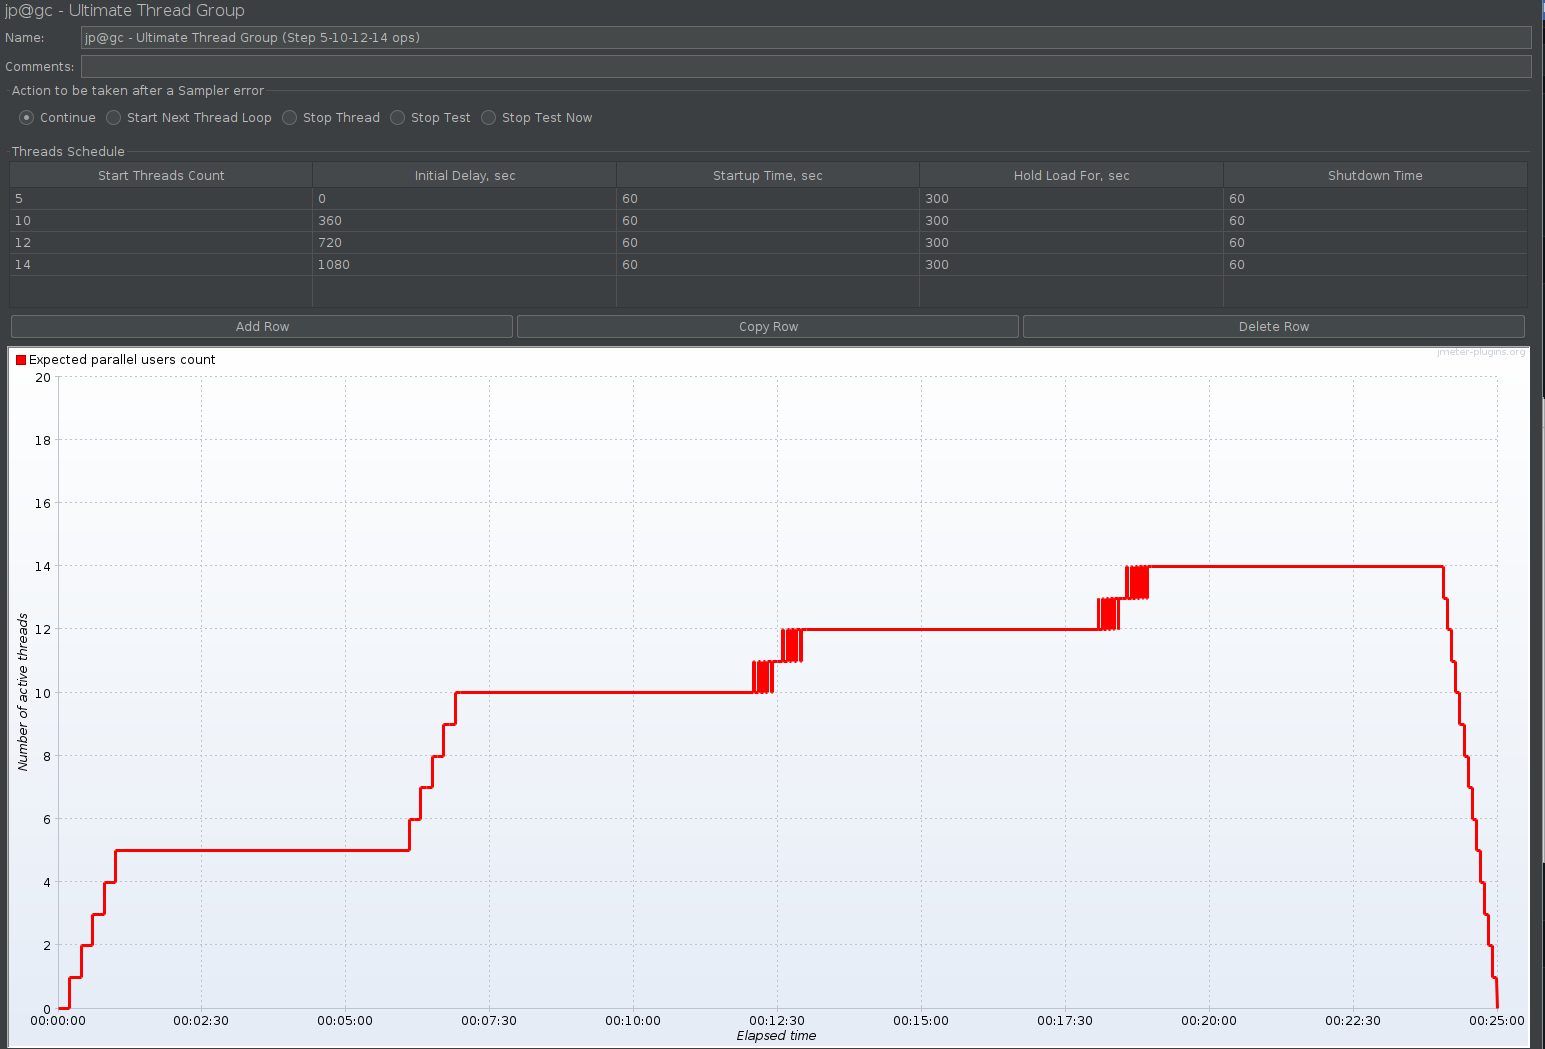 jp@gc - Ultimate Thread Group
Name: jp@gc - Ultimate Thread Group (Step 5-10-12-14 ops)
Comments:
Action to be taken after a Sampler error
Continue Start Next Thread Loop Stop Thread Stop Test Stop Test Now
Threads Schedule
Start Threads Count Initial Delay, sec Startup Time, sec Hold Load For, sec Shutdown Time
5 0 60 300 60
10 360 60 300 60
12 720 60 300 60
14 1080 60 300 60
Add Row Copy Row Delete Row
Expected parallel users count
jmeter-plugins.org
20
18
16
14
12
10
8
6
4
2
0
Number of active threads
00:00:00 00:02:30 00:05:00 00:07:30 00:10:00 00:12:30 00:15:00 00:17:30 00:20:00 00:22:30 00:25:00
Elapsed time